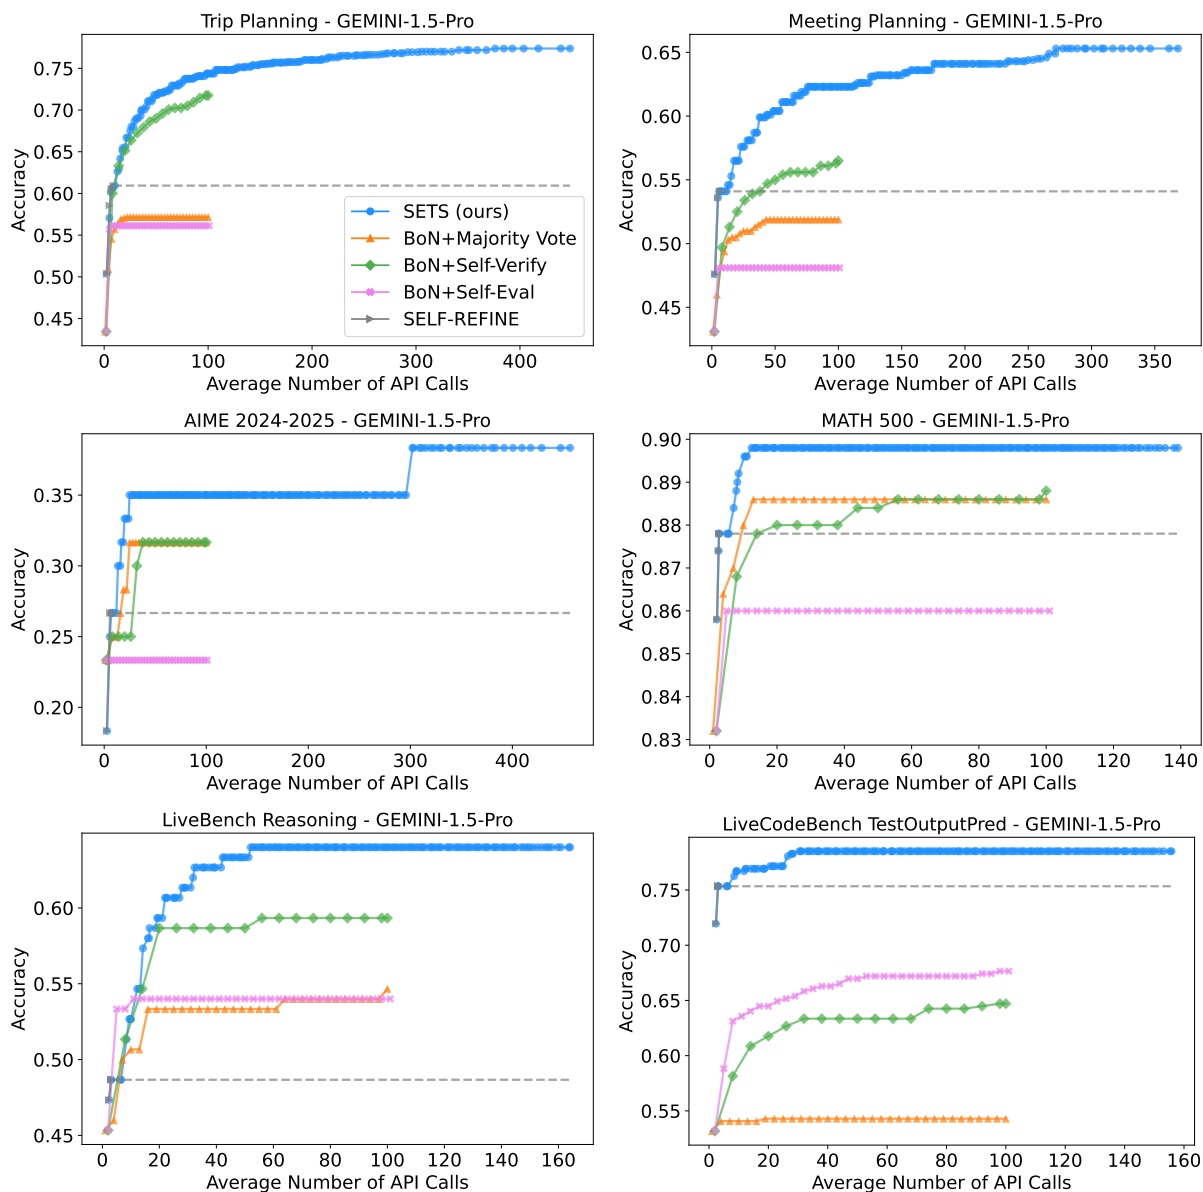 Trip Planning - GEMINI-1.5-Pro
Accuracy
0.75
0.70
0.65
0.60
0.55
0.50
0.45
SETS (ours)
BoN+Majority Vote
BoN+Self-Verify
BoN+Self-Eval
SELF-REFINE
0 100 200 300 400
Average Number of API Calls
Meeting Planning - GEMINI-1.5-Pro
Accuracy
0.65
0.60
0.55
0.50
0.45
0 50 100 150 200 250 300 350
Average Number of API Calls
AIME 2024-2025 - GEMINI-1.5-Pro
Accuracy
0.35
0.30
0.25
0.20
0 100 200 300 400
Average Number of API Calls
MATH 500 - GEMINI-1.5-Pro
Accuracy
0.90
0.89
0.88
0.87
0.86
0.85
0.84
0.83
0 20 40 60 80 100 120 140
Average Number of API Calls
LiveBench Reasoning - GEMINI-1.5-Pro
Accuracy
0.60
0.55
0.50
0.45
0 20 40 60 80 100 120 140 160
Average Number of API Calls
LiveCodeBench TestOutputPred - GEMINI-1.5-Pro
Accuracy
0.75
0.70
0.65
0.60
0.55
0 20 40 60 80 100 120 140 160
Average Number of API Calls